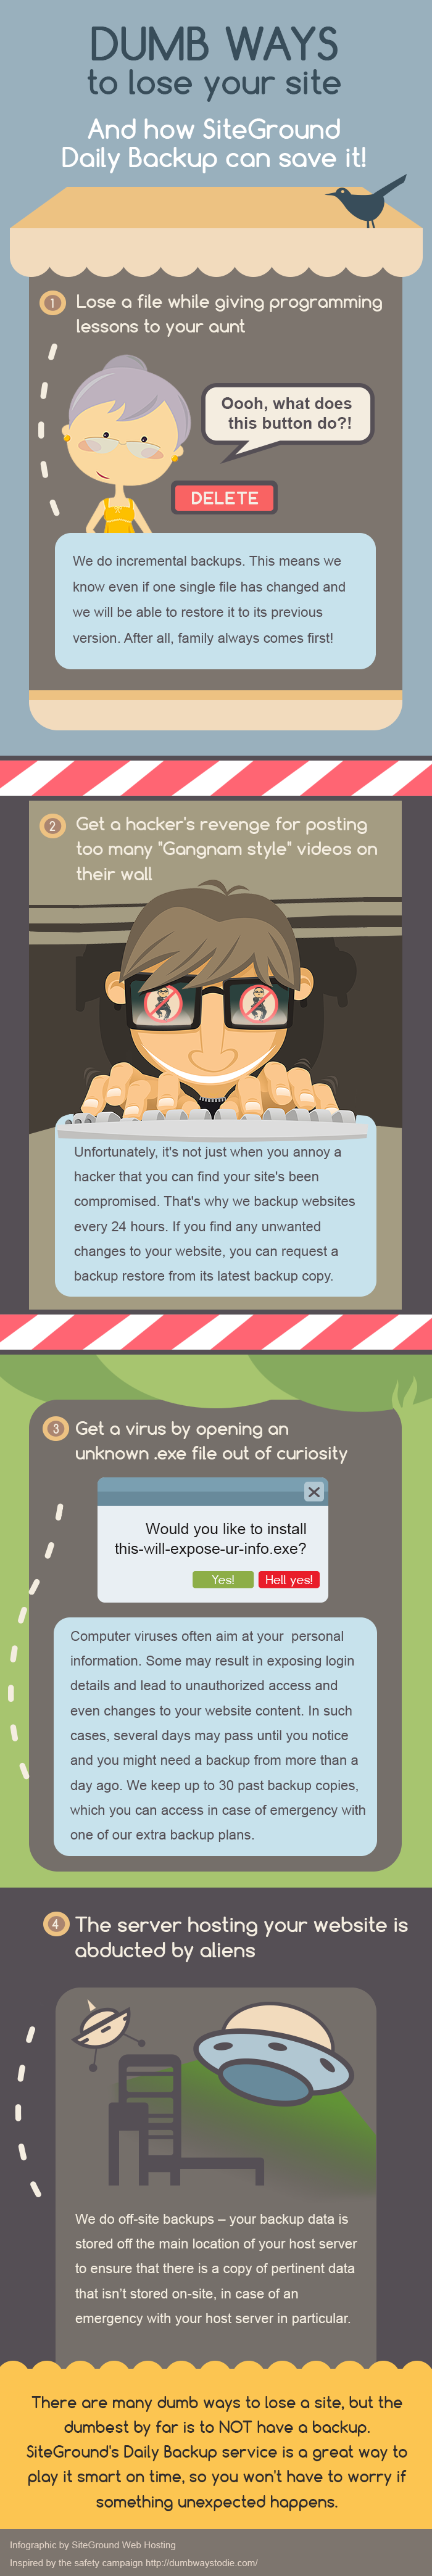 DUMB WAYS
to lose your site
And how SiteGround
Daily Backup can save it!
1
Lose a file while giving programming
lessons to your aunt
Oooh, what does
this button do?!
DELETE
We do incremental backups. This means we
know even if one single file has changed and
we will be able to restore it to its previous
version. After all, family always comes first!
2
Get a hacker's revenge for posting
too many "Gangnam style" videos on
their wall
Unfortunately, it's not just when you annoy a
hacker that you can find your site's been
compromised. That's why we backup websites
every 24 hours. If you find any unwanted
changes to your website, you can request a
backup restore from its latest backup copy.
3
Get a virus by opening an
unknown .exe file out of curiosity
Would you like to install
this-will-expose-ur-info.exe?
Yes! Hell yes!
Computer viruses often aim at your personal
information. Some may result in exposing login
details and lead to unauthorized access and
even changes to your website content. In such
cases, several days may pass until you notice
and you might need a backup from more than a
day ago. We keep up to 30 past backup copies,
which you can access in case of emergency with
one of our extra backup plans.
4
The server hosting your website is
abducted by aliens
We do off-site backups – your backup data is
stored off the main location of your host server
to ensure that there is a copy of pertinent data
that isn't stored on-site, in case of an
emergency with your host server in particular.
There are many dumb ways to lose a site, but the
dumbest by far is to NOT have a backup.
SiteGround's Daily Backup service is a great way to
play it smart on time, so you won't have to worry if
something unexpected happens.
Infographic by SiteGround Web Hosting
Inspired by the safety campaign http://dumbwaystodie.com/